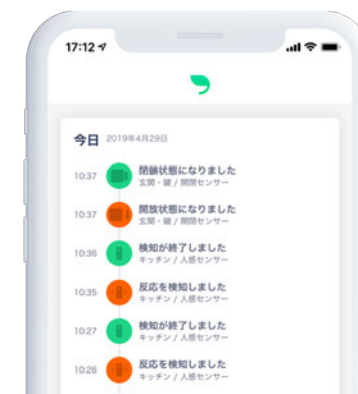 17:12
今日 2019年4月29日
10:37 閉鎖状態になりました
玄関・鍵 / 開閉センサー
10:37 開放状態になりました
玄関・鍵 / 開閉センサー
10:36 検知が終了しました
キッチン / 人感センサー
10:35 反応を検知しました
キッチン / 人感センサー
10:27 検知が終了しました
キッチン / 人感センサー
10:26 反応を検知しました
キッチン / 人感センサー